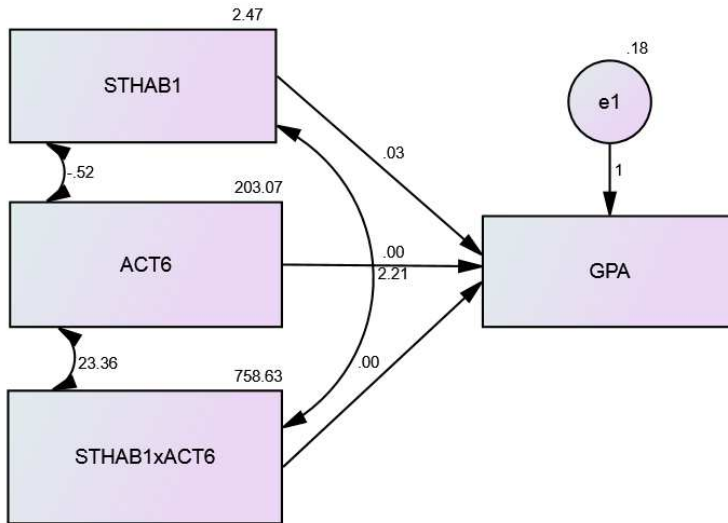 2.47
STHAB1
.18
e1
-.52
.03
1
203.07
ACT6
.00
2.21
GPA
23.36
.00
758.63
STHAB1xACT6